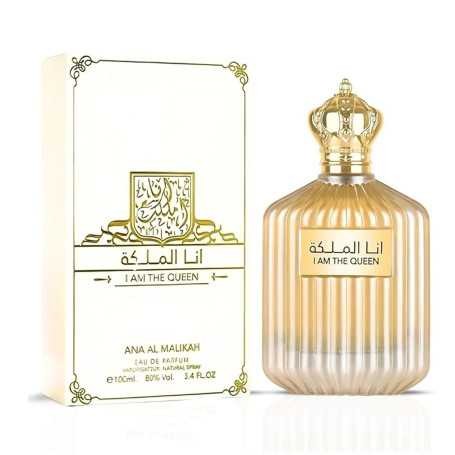 انا الملكة
I AM THE QUEEN
ANA AL MALIKAH
EAU DE PARFUM
VAPORISATEUR NATURAL SPRAY
℮100ml. 80% Vol. 3.4 FL.OZ
انا الملكة
I AM THE QUEEN